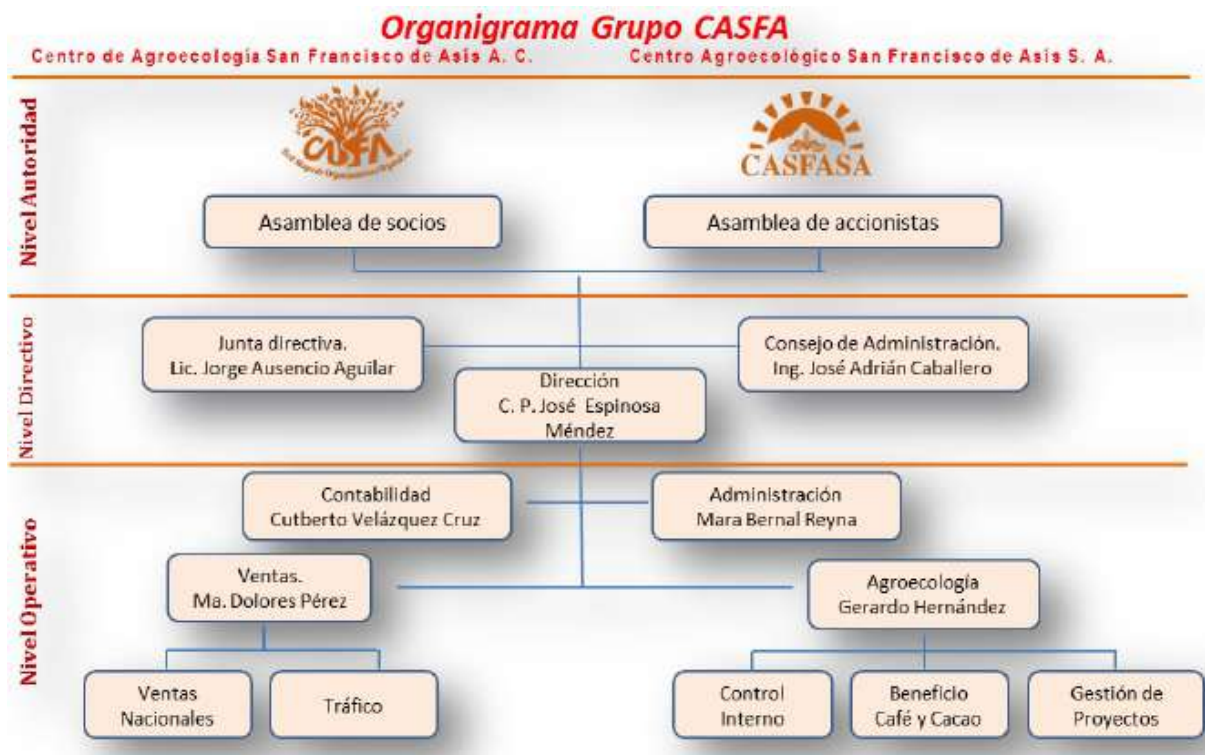 Organigrama Grupo CASFA
Centro de Agroecología San Francisco de Asis A. C.
Centro Agroecológico San Francisco de Asis S. A.
Nivel Autoridad
CASFA
CASFASA
Asamblea de socios
Asamblea de accionistas
Nivel Directivo
Junta directiva.
Lic. Jorge Ausencio Aguilar
Consejo de Administración.
Ing. José Adrián Caballero
Dirección
C. P. José Espinosa
Méndez
Nivel Operativo
Contabilidad
Cutberto Velázquez Cruz
Administración
Mara Bernal Reyna
Ventas.
Ma. Dolores Pérez
Agroecología
Gerardo Hernández
Ventas
Nacionales
Tráfico
Control
Interno
Beneficio
Café y Cacao
Gestión de
Proyectos